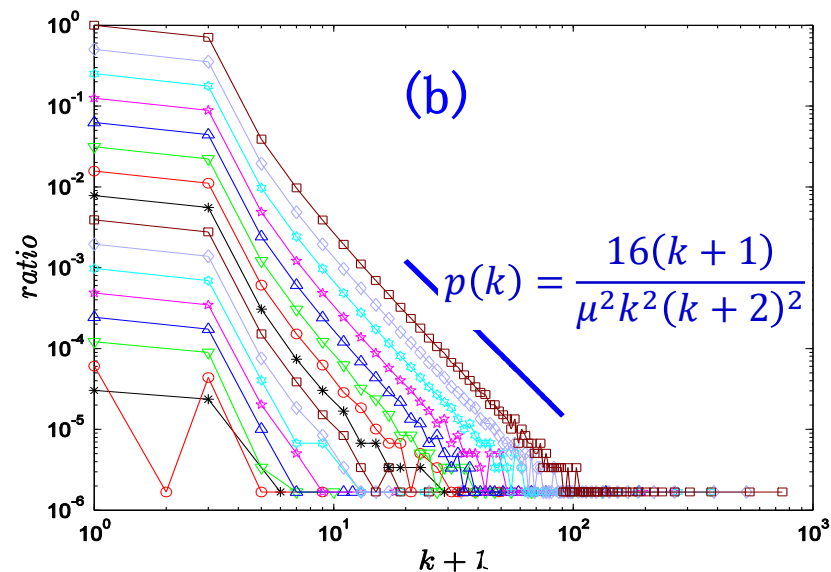 (b)
p(k) = 16(k + 1) / μ²k²(k + 2)²
ratio
10⁰
10⁻¹
10⁻²
10⁻³
10⁻⁴
10⁻⁵
10⁻⁶
10⁰ 10¹ 10² 10³
k + 1